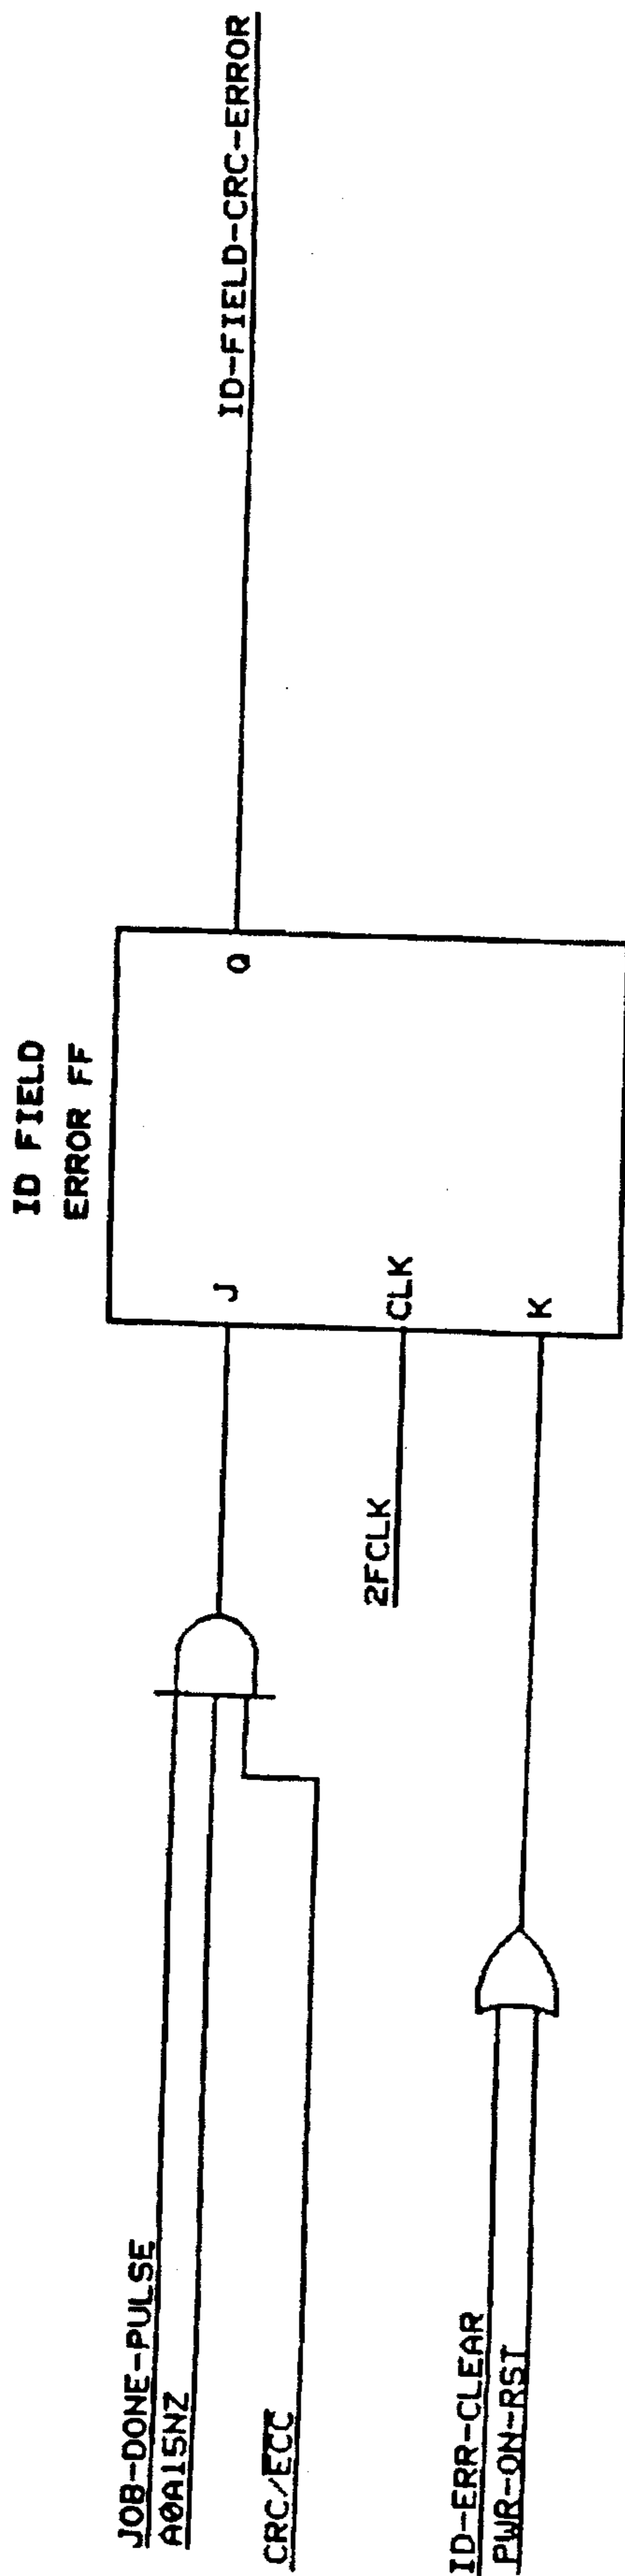 ID FIELD
ERROR FF
JOB-DONE-PULSE
A0A15NZ
CRC/E̅C̅C̅
J
Q
ID-FIELD-CRC-ERROR
2FCLK
CLK
ID-ERR-CLEAR
PWR-ON-RST
K